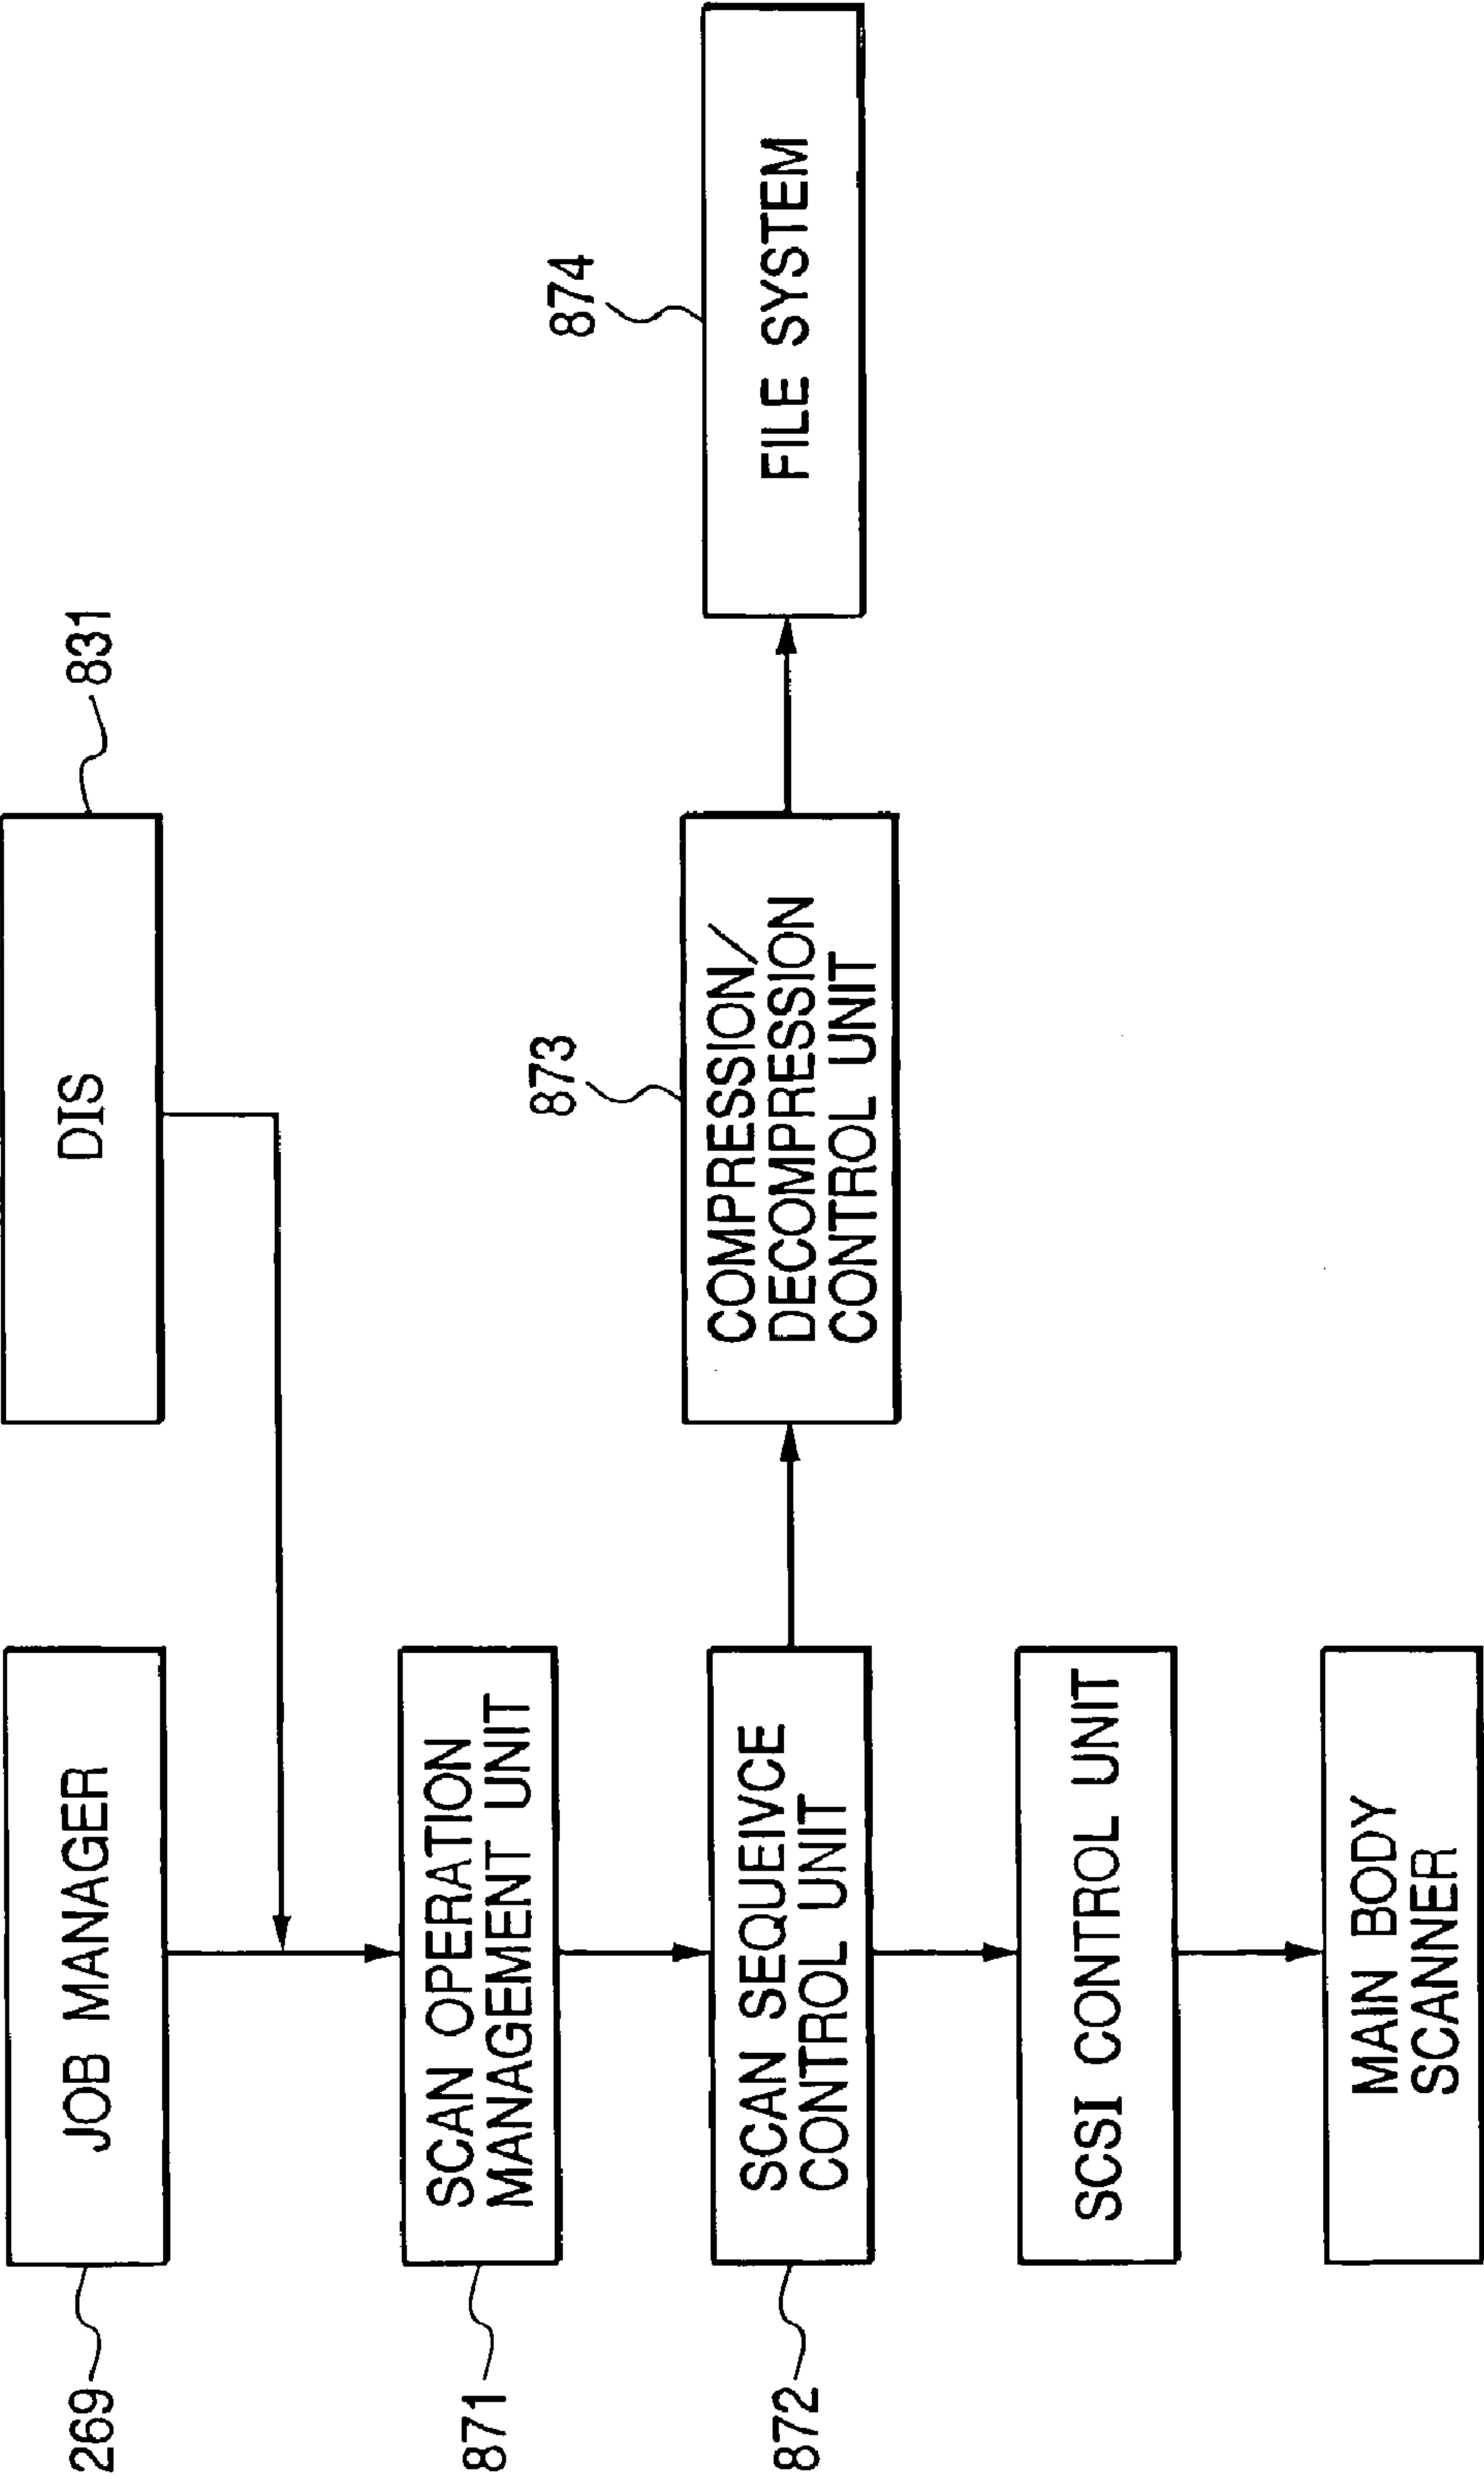 269
JOB MANAGER
DIS
831
871
SCAN OPERATION
MANAGEMENT UNIT
872
SCAN SEQUEIVCE
CONTROL UNIT
873
COMPRESSION/
DECOMPRESSION
CONTROL UNIT
874
FILE SYSTEM
SCSI CONTROL UNIT
MAIN BODY
SCANNER